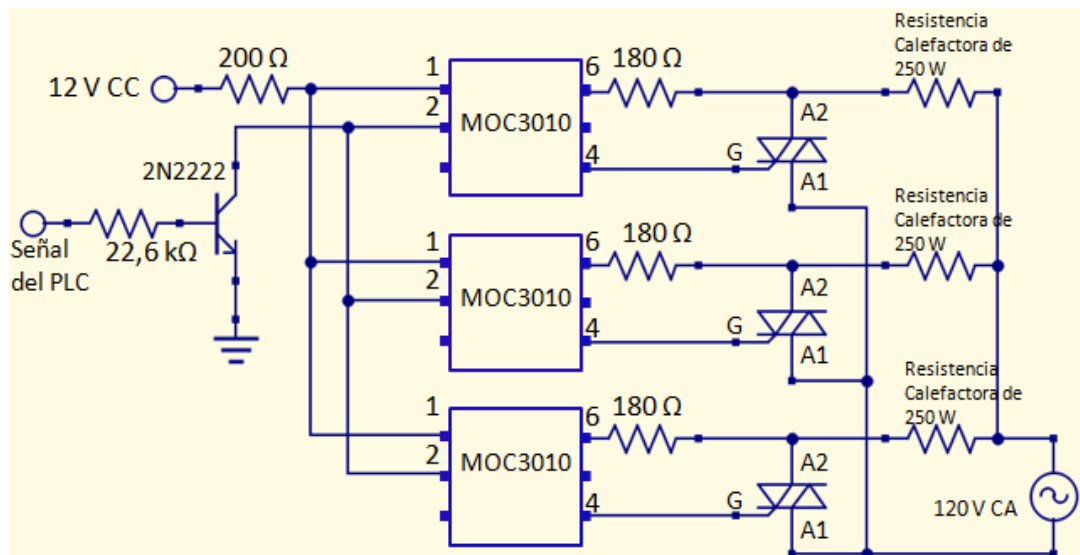 Resistencia
Calefactora de
250 W
200 Ω
180 Ω
12 V CC
1
6
2
MOC3010
A2
2N2222
4
G
A1
Señal
del PLC
22,6 kΩ
Resistencia
Calefactora de
250 W
180 Ω
1
6
2
MOC3010
A2
4
G
A1
Resistencia
Calefactora de
250 W
180 Ω
1
6
2
MOC3010
A2
4
G
A1
120 V CA